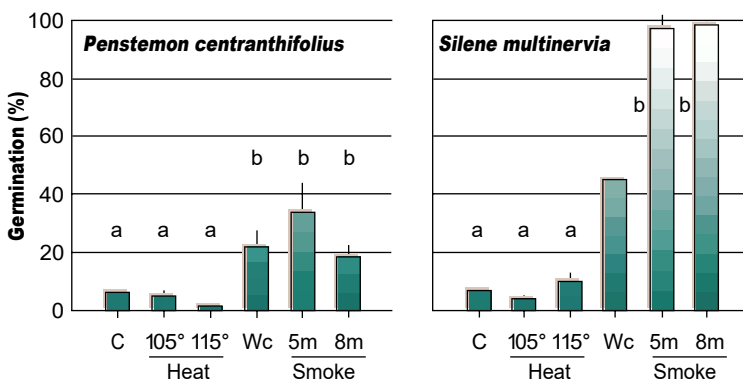 Penstemon centranthifolius
Silene multinervia
Germination (%)
100
80
60
40
20
0
a a a b b b
a a a b b
C 105° 115° Wc 5m 8m
Heat Smoke
C 105° 115° Wc 5m 8m
Heat Smoke